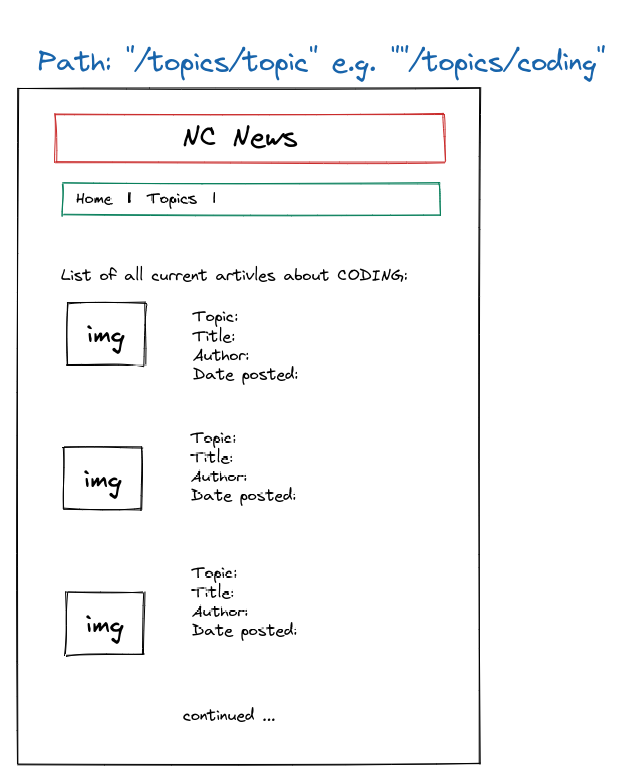 Path: "/topics/topic" e.g. ""/topics/coding"
NC News
Home | Topics |
List of all current artivles about CODING:
img
Topic:
Title:
Author:
Date posted:
img
Topic:
Title:
Author:
Date posted:
img
Topic:
Title:
Author:
Date posted:
continued ...